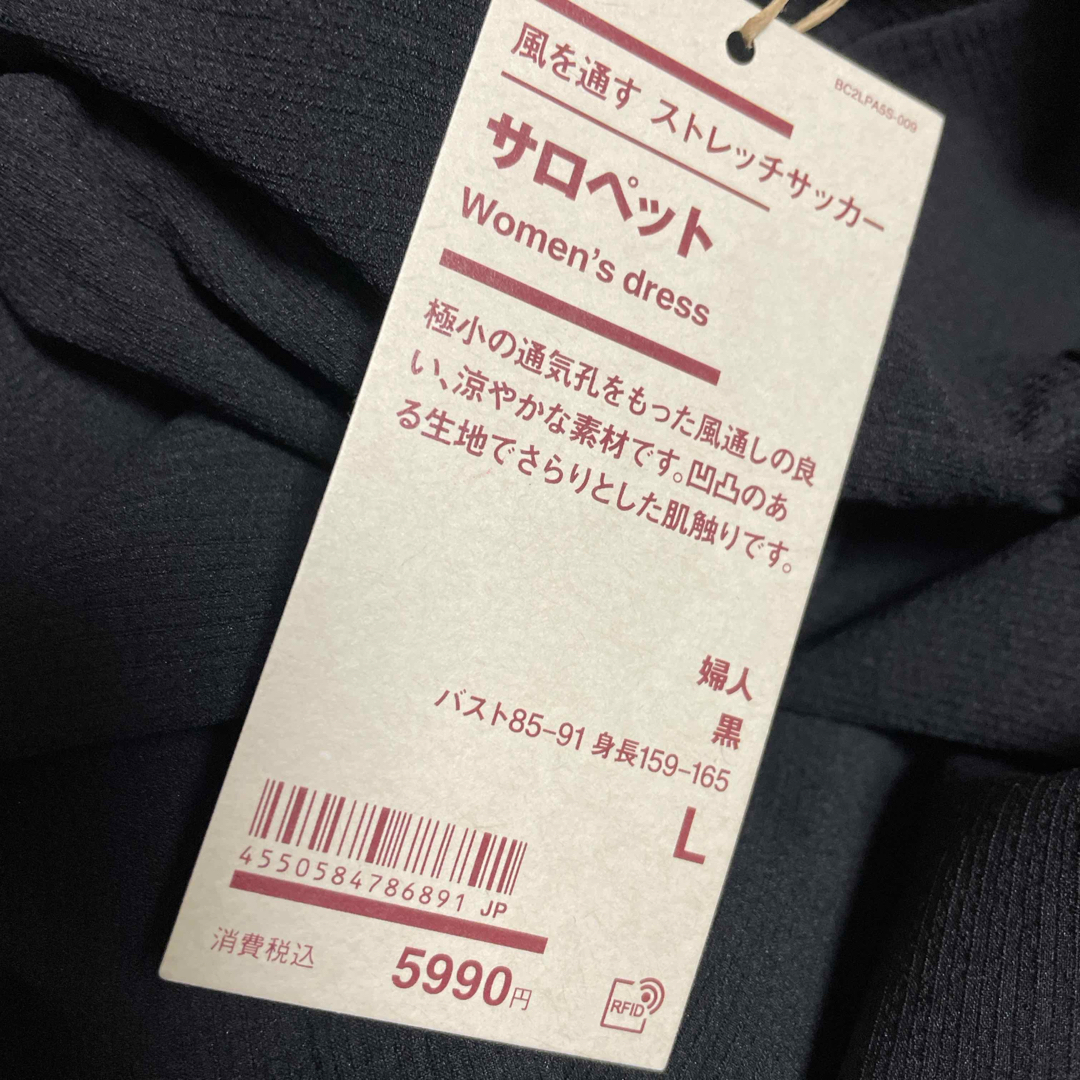 BC2LPA5S-009
風を通す ストレッチサッカー
サロペット
Women's dress
極小の通気孔をもった風通しの良
い、涼やかな素材です。凹凸のあ
る生地でさらりとした肌触りです。
婦人
黒
バスト85-91 身長159-165
L
4550584786891 JP
消費税込 5990円
RFID